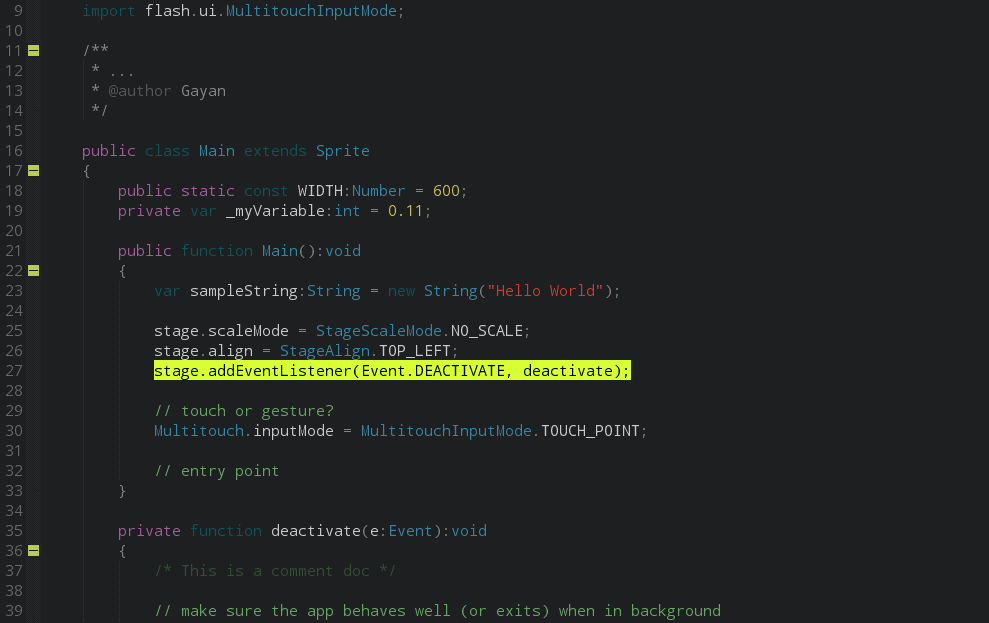 9 import flash.ui.MultitouchInputMode;
10
11 /**
12 * ...
13 * @author Gayan
14 */
15
16 public class Main extends Sprite
17 {
18 public static const WIDTH:Number = 600;
19 private var _myVariable:int = 0.11;
20
21 public function Main():void
22 {
23 var sampleString:String = new String("Hello World");
24
25 stage.scaleMode = StageScaleMode.NO_SCALE;
26 stage.align = StageAlign.TOP_LEFT;
27 stage.addEventListener(Event.DEACTIVATE, deactivate);
28
29 // touch or gesture?
30 Multitouch.inputMode = MultitouchInputMode.TOUCH_POINT;
31
32 // entry point
33 }
34
35 private function deactivate(e:Event):void
36 {
37 /* This is a comment doc */
38
39 // make sure the app behaves well (or exits) when in background